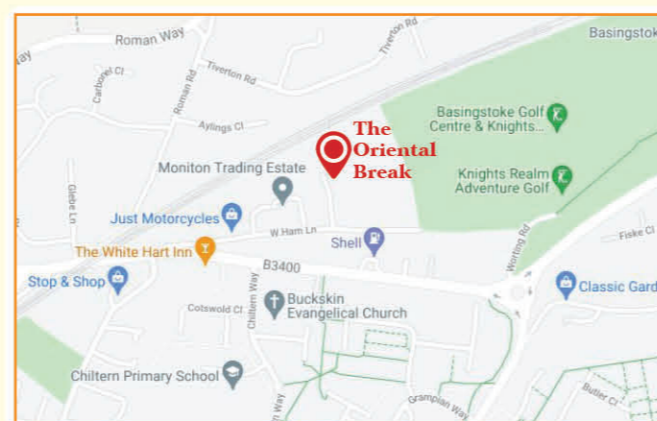 Roman Way
Basingstoke
Way
Tiverton Rd
Carbonel Cl
Roman Rd
Tiverton Rd
Aylings Cl
The
Oriental
Break
Basingstoke Golf
Centre & Knights...
Moniton Trading Estate
Knights Realm
Adventure Golf
Glebe Ln
Just Motorcycles
W Ham Ln
Shell
Worting Rd
Fiske Cl
The White Hart Inn
B3400
Stop & Shop
Classic Gard
Cotswold Cl
Chiltern Way
Buckskin
Evangelical Church
Chiltern Primary School
Grampian Way
Butler Cl
Way